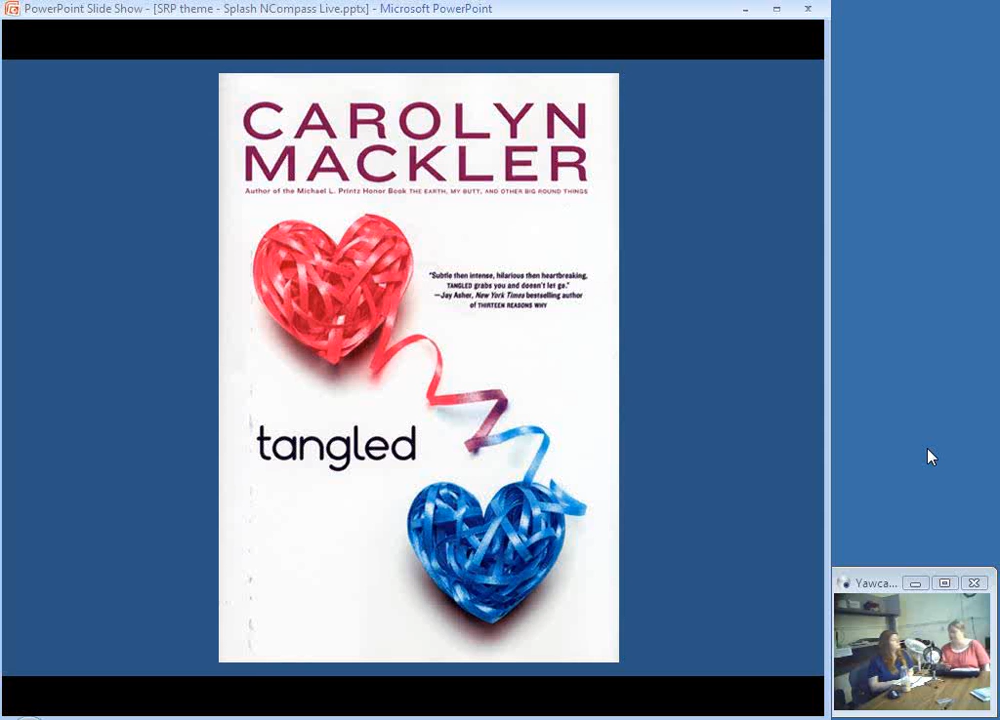 PowerPoint Slide Show - [SRP theme - Splash NCompass Live.pptx] - Microsoft PowerPoint
CAROLYN
MACKLER
Author of the Michael L. Printz Honor Book THE EARTH, MY BUTT, AND OTHER BIG ROUND THINGS
"Subtle then intense, hilarious then heartbreaking,
TANGLED grabs you and doesn't let go."
—Jay Asher, New York Times bestselling author
of THIRTEEN REASONS WHY
tangled
Yawca...